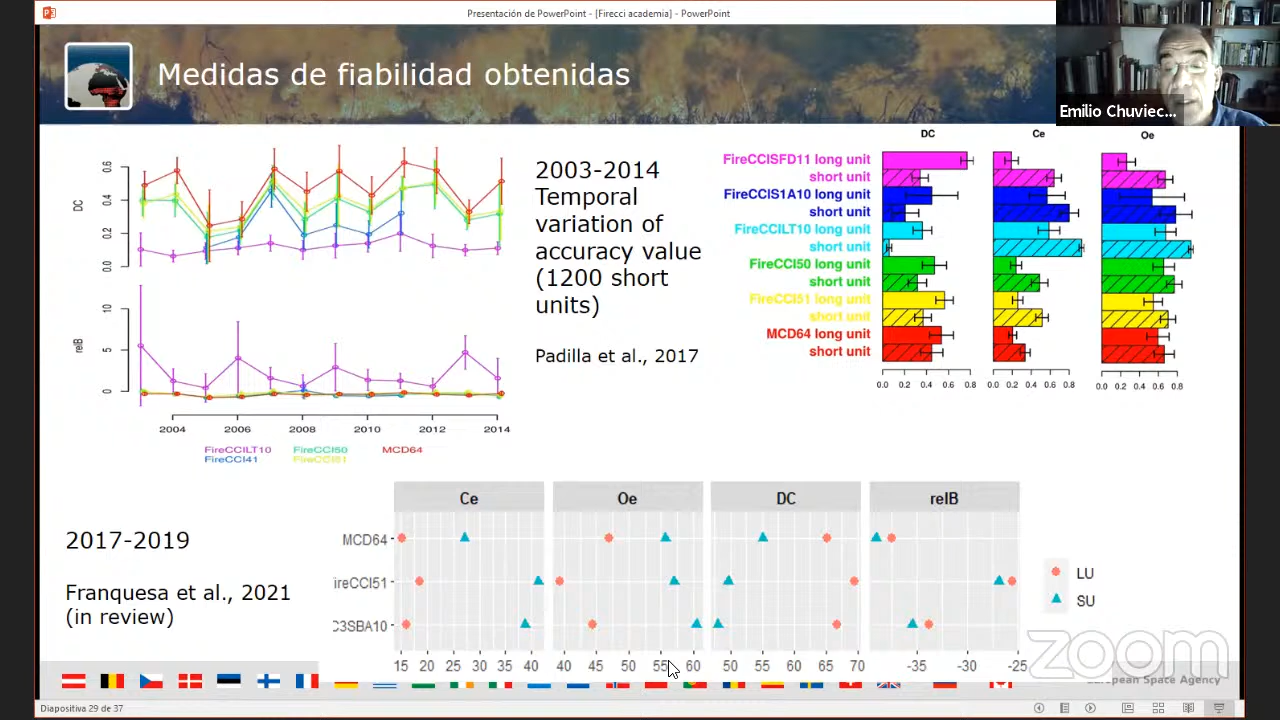 Presentación de PowerPoint - [Firecci academia] - PowerPoint
Medidas de fiabilidad obtenidas
Emilio Chuviec...
DC
0.0 0.2 0.4 0.6
relB
0 5 10
2004 2006 2008 2010 2012 2014
FireCCILT10 FireCCI50 MCD64
FireCCI41 FireCCI51
2003-2014
Temporal
variation of
accuracy value
(1200 short
units)
Padilla et al., 2017
DC Ce Oe
FireCCISFD11 long unit
short unit
FireCCIS1A10 long unit
short unit
FireCCILT10 long unit
short unit
FireCCI50 long unit
short unit
FireCCI51 long unit
short unit
MCD64 long unit
short unit
0.0 0.2 0.4 0.6 0.8
0.0 0.2 0.4 0.6 0.8
0.0 0.2 0.4 0.6 0.8
2017-2019
Franquesa et al., 2021
(in review)
Ce Oe DC relB
MCD64
ireCCI51
C3SBA10
15 20 25 30 35 40
40 45 50 55 60
50 55 60 65 70
-35 -30 -25
LU
SU
zoom
European Space Agency
Diapositiva 29 de 37